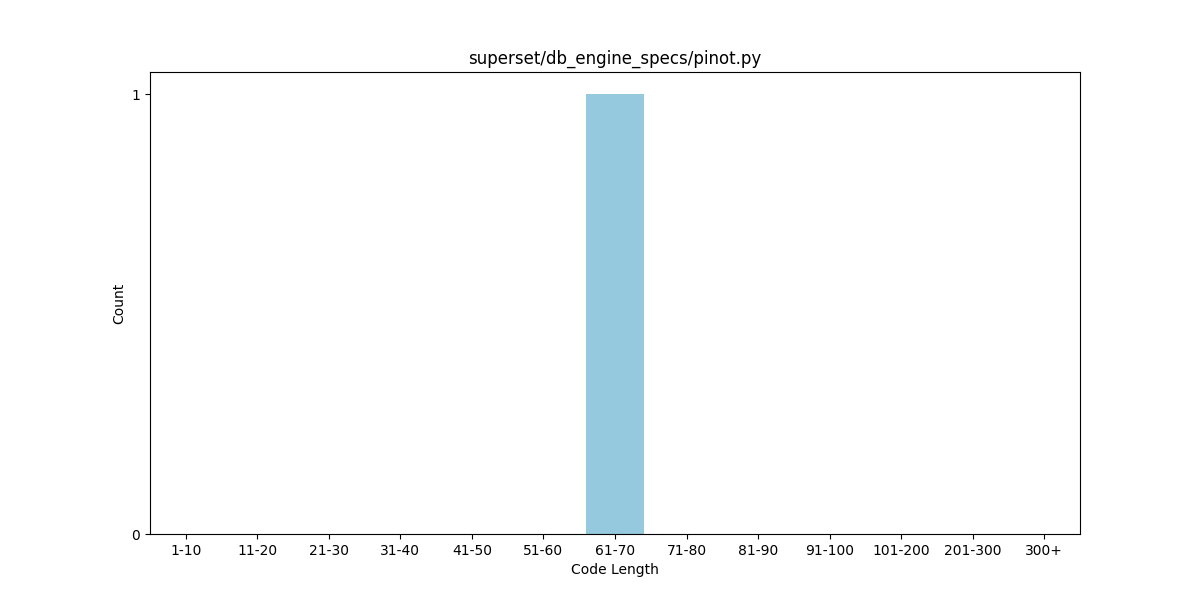 superset/db_engine_specs/pinot.py
1
Count
0
1-10 11-20 21-30 31-40 41-50 51-60 61-70 71-80 81-90 91-100 101-200 201-300 300+
Code Length